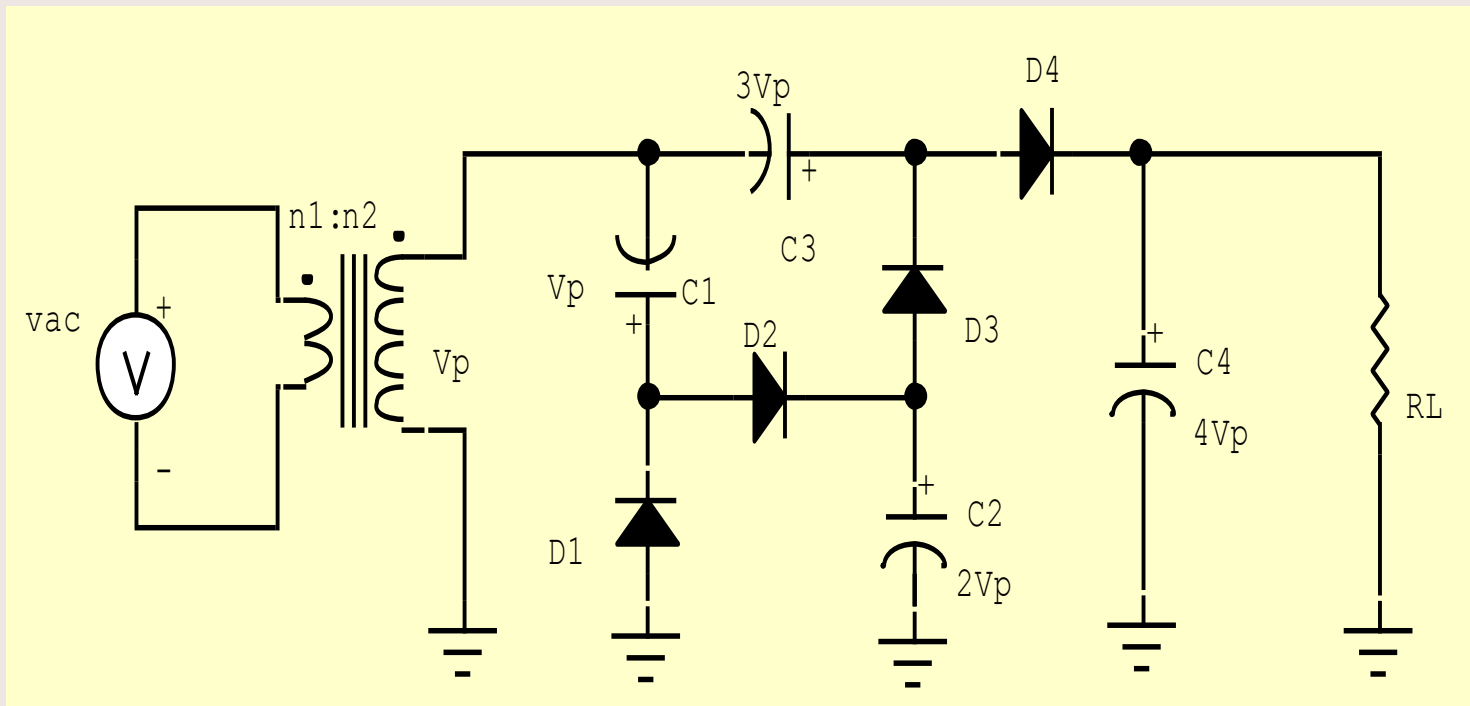 D4
3Vp
n1:n2
+
C3
Vp
C1
vac
+
+
D2
D3
+
C4
V
Vp
RL
4Vp
-
+
C2
D1
2Vp